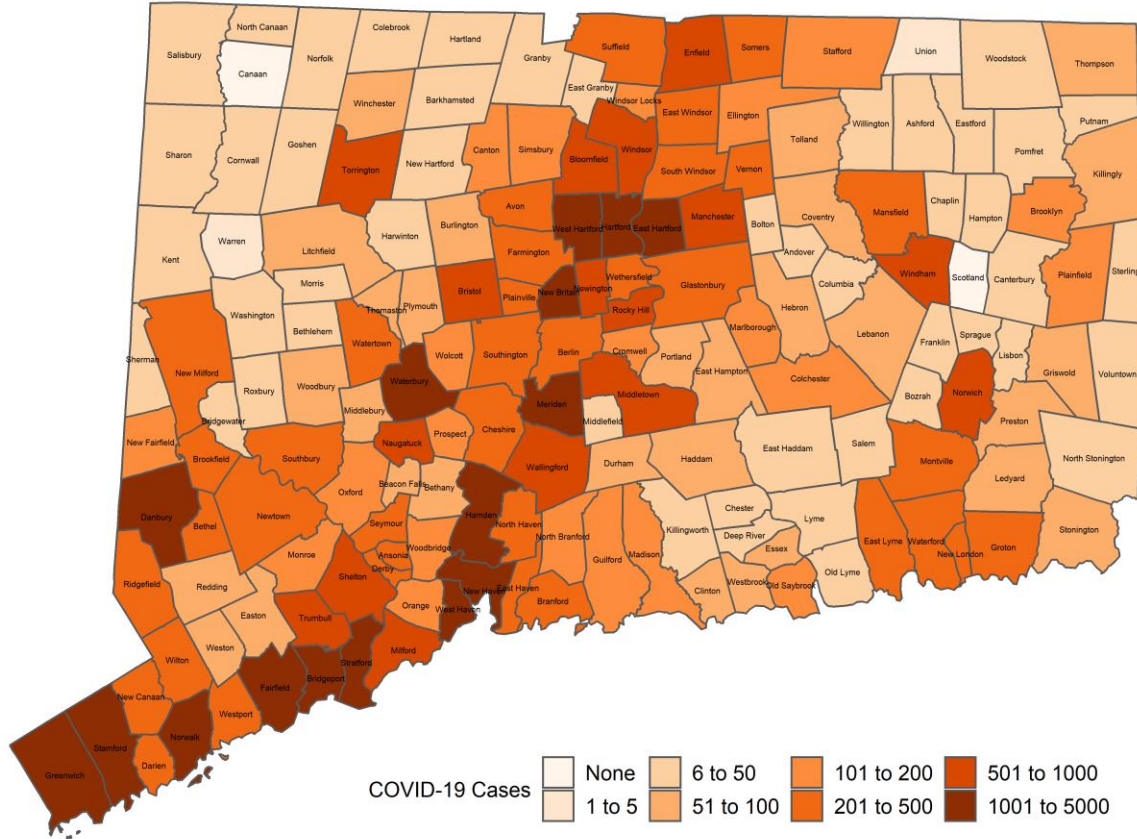 North Canaan
Colebrook
Hartland
Salisbury
Canaan
Norfolk
Granby
Suffield
Enfield
Somers
Stafford
Union
Woodstock
Thompson
East Granby
Windsor Locks
Winchester
Barkhamsted
East Windsor
Ellington
Willington
Ashford
Eastford
Putnam
Sharon
Cornwall
Goshen
Torrington
New Hartford
Canton
Simsbury
Bloomfield
Windsor
South Windsor
Vernon
Tolland
Pomfret
Killingly
Kent
Warren
Litchfield
Harwinton
Burlington
Avon
West Hartford
Hartford
East Hartford
Manchester
Bolton
Coventry
Mansfield
Chaplin
Hampton
Brooklyn
Andover
Farmington
Morris
Washington
Bethlehem
Thomaston
Plymouth
Bristol
Plainville
New Britain
Newington
Wethersfield
Rocky Hill
Glastonbury
Marlborough
Hebron
Columbia
Windham
Scotland
Canterbury
Plainfield
Sterling
Sherman
New Milford
Roxbury
Woodbury
Watertown
Wolcott
Southington
Berlin
Cromwell
Portland
East Hampton
Colchester
Lebanon
Franklin
Sprague
Lisbon
Griswold
Voluntown
Bridgewater
Middlebury
Waterbury
Cheshire
Meriden
Middlefield
Middletown
Bozrah
Norwich
Preston
New Fairfield
Brookfield
Southbury
Naugatuck
Prospect
Wallingford
Durham
Haddam
East Haddam
Salem
Montville
Ledyard
North Stonington
Danbury
Bethel
Newtown
Oxford
Beacon Falls
Bethany
Hamden
North Haven
North Branford
Guilford
Madison
Killingworth
Chester
Deep River
Essex
Lyme
Ridgefield
Redding
Monroe
Seymour
Ansonia
Derby
Woodbridge
Shelton
Orange
New Haven
West Haven
East Haven
Branford
Clinton
Westbrook
Old Saybrook
Old Lyme
East Lyme
Waterford
New London
Groton
Stonington
Easton
Weston
Trumbull
Milford
Stratford
Wilton
New Canaan
Westport
Fairfield
Bridgeport
Norwalk
Darien
Stamford
Greenwich
COVID-19 Cases
None
6 to 50
101 to 200
501 to 1000
1 to 5
51 to 100
201 to 500
1001 to 5000